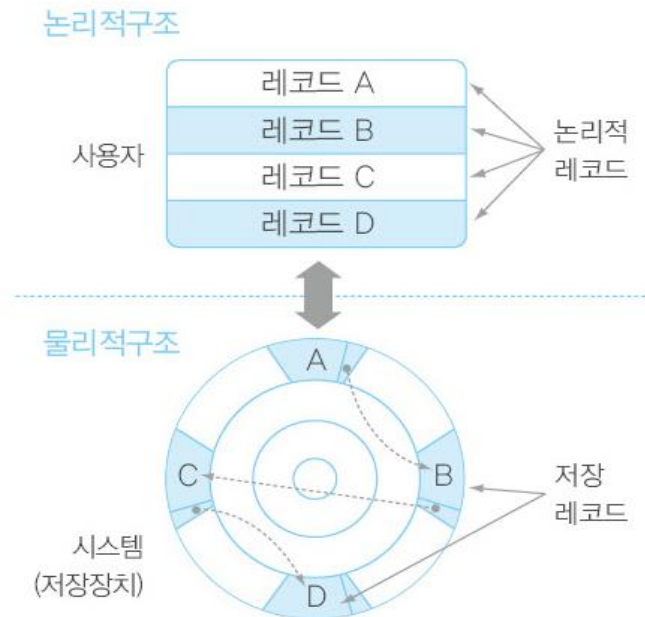 논리적구조
레코드 A
레코드 B
레코드 C
레코드 D
사용자
논리적
레코드
물리적구조
A
C
B
D
저장
레코드
시스템
(저장장치)